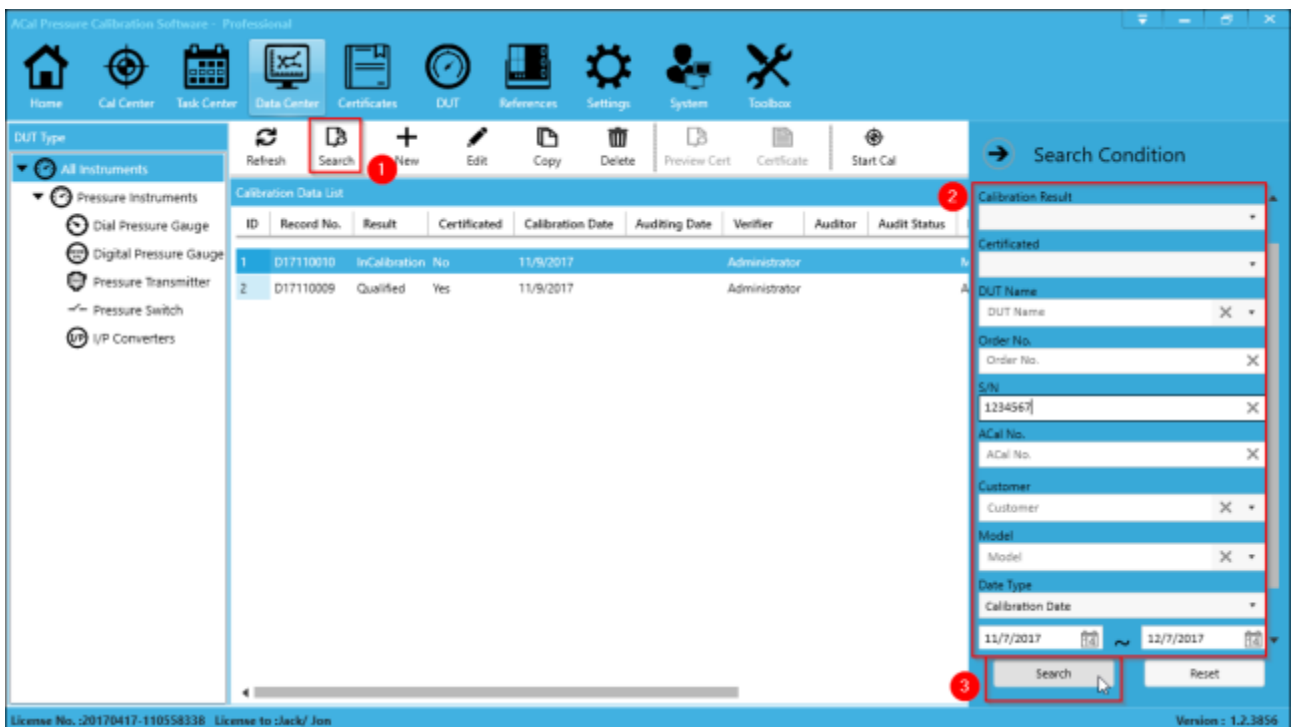 ACal Pressure Calibration Software - Professional
Home Cal Center Task Center Data Center Certificates DUT References Settings System Toolbox
DUT Type
All Instruments
Pressure Instruments
Dial Pressure Gauge
Digital Pressure Gauge
Pressure Transmitter
Pressure Switch
I/P I/P Converters
Refresh Search New Edit Copy Delete Preview Cert Certificate Start Cal
1
Calibration Data List
ID Record No. Result Certificated Calibration Date Auditing Date Verifier Auditor Audit Status
1 D17110010 InCalibration No 11/9/2017 Administrator M
2 D17110009 Qualified Yes 11/9/2017 Administrator A
Search Condition
2
Calibration Result
Certificated
DUT Name
DUT Name
Order No.
Order No.
S/N
1234567
ACal No.
ACal No.
Customer
Customer
Model
Model
Date Type
Calibration Date
11/7/2017 14 ~ 12/7/2017 14
3
Search Reset
License No. :20170417-110558338 License to :Jack/ Jon
Version : 1.2.3856